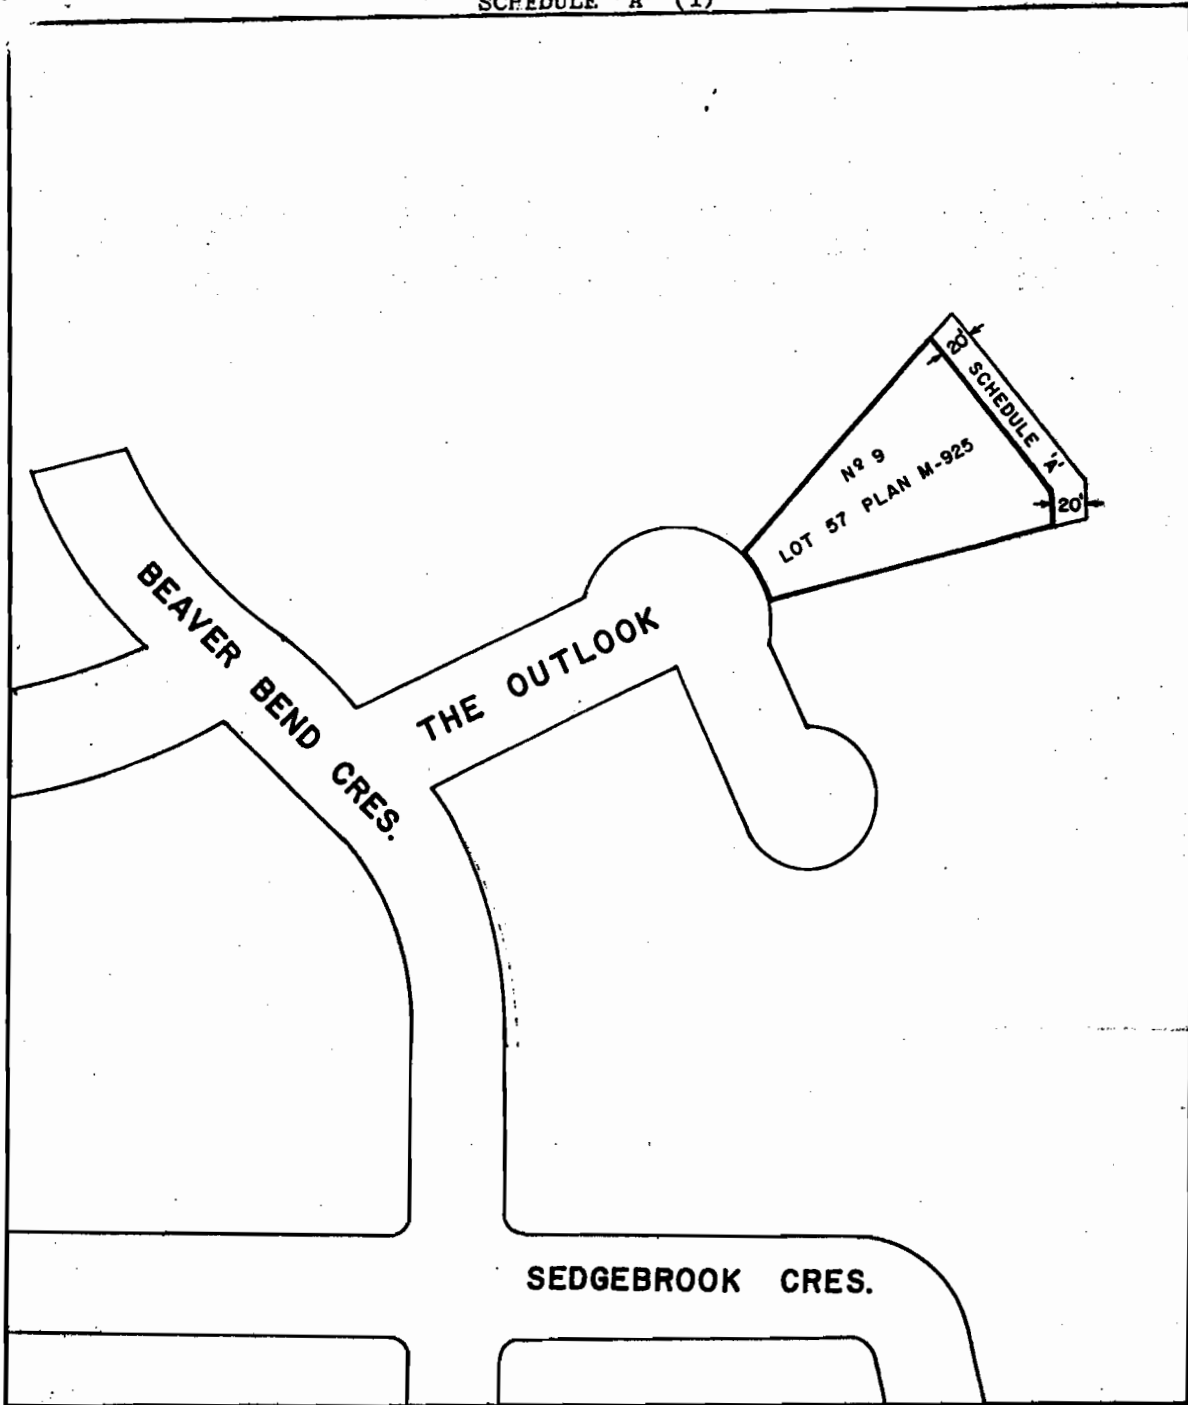 SCHEDULE "A" (1)
20'
SCHEDULE 'A'
20'
Nº 9
LOT 57 PLAN M-925
THE OUTLOOK
BEAVER BEND CRES.
SEDGEBROOK CRES.